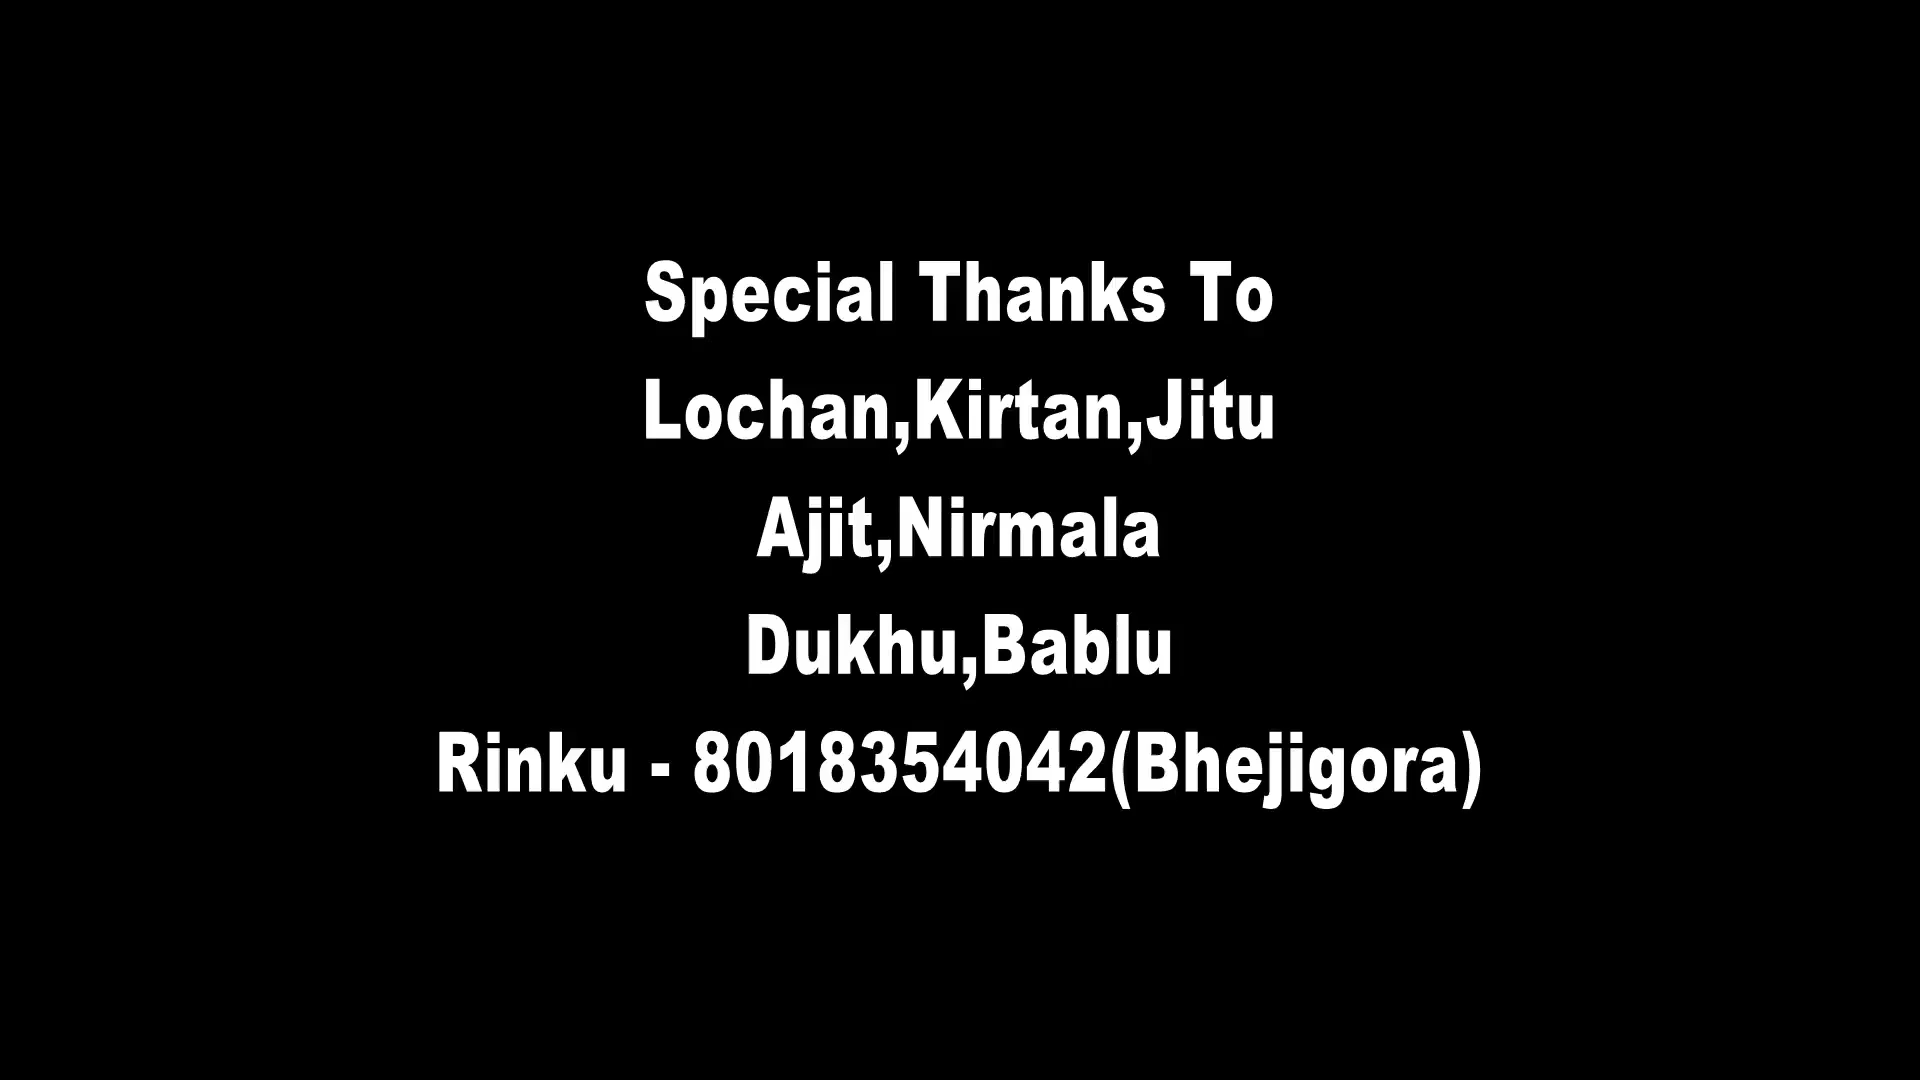 Special Thanks To
Lochan,Kirtan,Jitu
Ajit,Nirmala
Dukhu,Bablu
Rinku - 8018354042(Bhejigora)